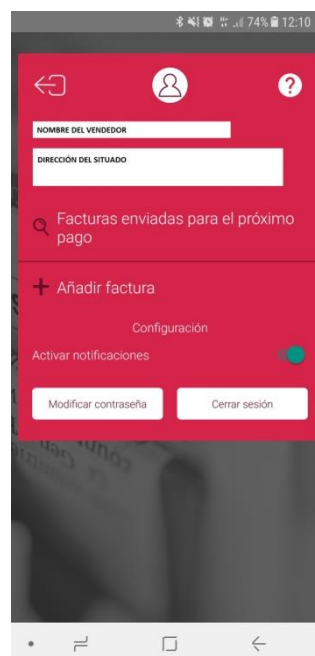 74% 12:10
?
NOMBRE DEL VENDEDOR
DIRECCIÓN DEL SITUADO
Facturas enviadas para el próximo
pago
Añadir factura
Configuración
Activar notificaciones
Modificar contraseña Cerrar sesión